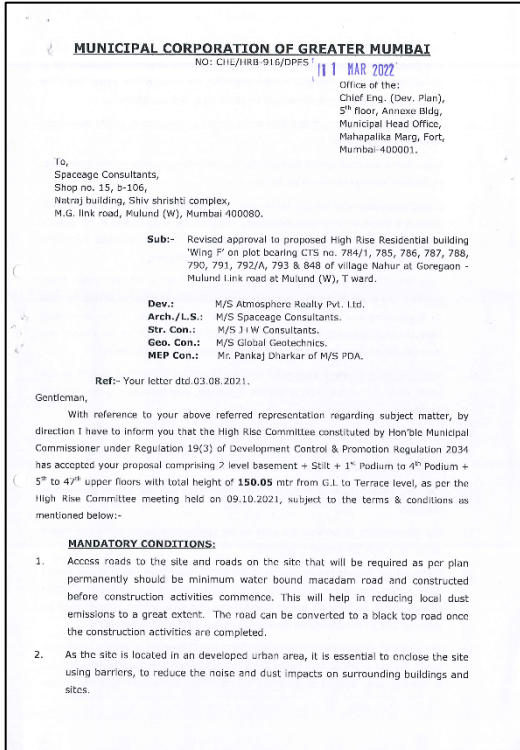 MUNICIPAL CORPORATION OF GREATER MUMBAI
NO: CHE/HRB-916/DPES
11 MAR 2022
Office of the:
Chief Eng. (Dev. Plan),
5th floor, Annexe Bldg,
Municipal Head Office,
Mahapalika Marg, Fort,
Mumbai-400001.
To,
Spaceage Consultants,
Shop no. 15, b-106,
Natraj building, Shiv shrishti complex,
M.G. link road, Mulund (W), Mumbai 400080.
Sub:- Revised approval to proposed High Rise Residential building
'Wing F' on plot bearing CTS no. 784/1, 785, 786, 787, 788,
790, 791, 792/A, 793 & 848 of village Nahur at Goregaon -
Mulund Link road at Mulund (W), T ward.
Dev.: M/S Atmosphere Realty Pvt. Ltd.
Arch./L.S.: M/S Spaceage Consultants.
Str. Con.: M/S J+W Consultants.
Geo. Con.: M/S Global Geotechnics.
MEP Con.: Mr. Pankaj Dharkar of M/S PDA.
Ref:- Your letter dtd.03.08.2021.
Gentleman,
With reference to your above referred representation regarding subject matter, by
direction I have to inform you that the High Rise Committee constituted by Hon'ble Municipal
Commissioner under Regulation 19(3) of Development Control & Promotion Regulation 2034
has accepted your proposal comprising 2 level basement + Stilt + 1st Podium to 4th Podium +
5th to 47th upper floors with total height of 150.05 mtr from G.L to Terrace level, as per the
High Rise Committee meeting held on 09.10.2021, subject to the terms & conditions as
mentioned below:-
MANDATORY CONDITIONS:
1. Access roads to the site and roads on the site that will be required as per plan
permanently should be minimum water bound macadam road and constructed
before construction activities commence. This will help in reducing local dust
emissions to a great extent. The road can be converted to a black top road once
the construction activities are completed.
2. As the site is located in an developed urban area, it is essential to enclose the site
using barriers, to reduce the noise and dust impacts on surrounding buildings and
sites.